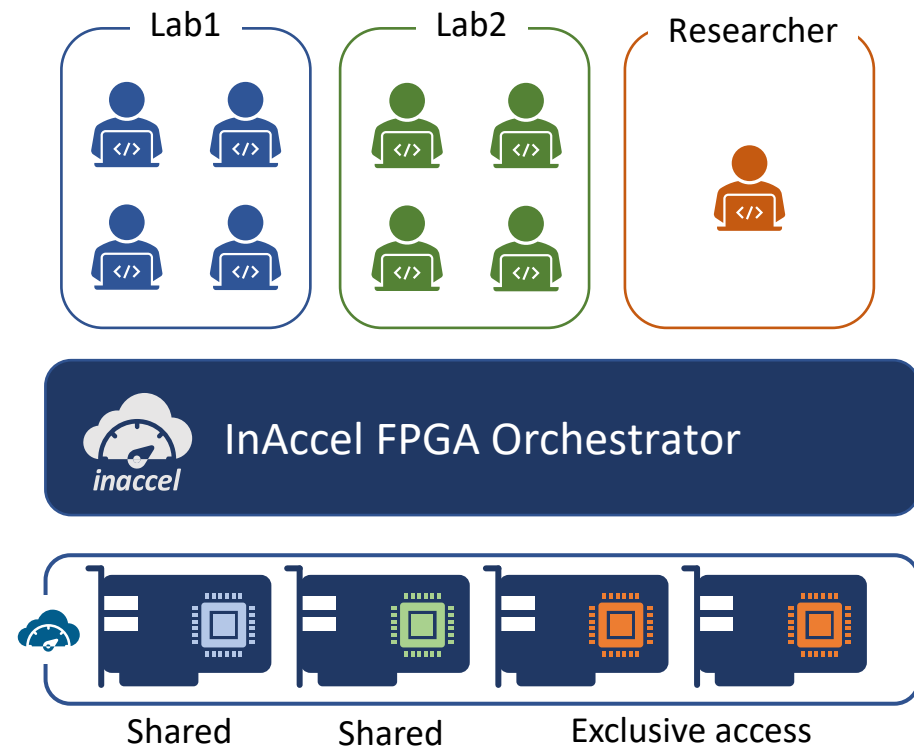 Lab1
Lab2
Researcher
</>
</>
</>
</>
</>
</>
</>
</>
</>
InAccel FPGA Orchestrator
inaccel
Shared
Shared
Exclusive access